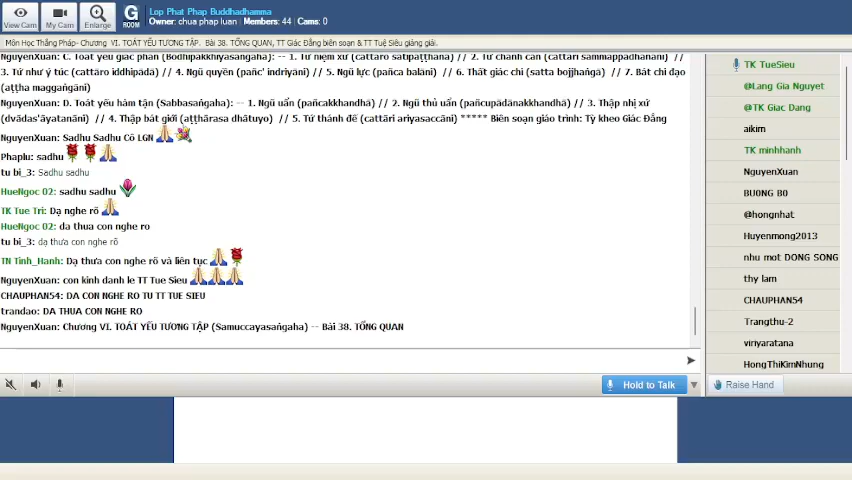 Lop Phat Phap Buddhadhamma
Owner: chua phap luan | Members: 44 | Cams: 0
View Cam
My Cam
Enlarge
G
ROOM
Môn Học Thắng Pháp- Chương VI. TOÁT YẾU TƯƠNG TẬP. Bài 38. TỔNG QUAN, TT Giác Đẳng biên soạn & TT Tuệ Siêu giảng giải.
NguyenXuan: C. Toát yếu giác phần (Bodhipakkhiyasaṅgaha): -- 1. Tứ niệm xứ (cattāro satipaṭṭhānā) // 2. Tứ chánh cần (cattāro sammappadhānāni) //
3. Tứ như ý túc (cattāro iddhipādā) // 4. Ngũ quyền (pañc' indriyāni) // 5. Ngũ lực (pañca balāni) // 6. Thất giác chi (satta bojjhaṅgā) // 7. Bát chi đạo
(aṭṭha maggaṅgāni)
NguyenXuan: D. Toát yếu hàm tận (Sabbasaṅgaha): -- 1. Ngũ uẩn (pañcakkhandhā) // 2. Ngũ thủ uẩn (pañcupādānakkhandhā) // 3. Thập nhị xứ
(dvādas'āyatanāni) // 4. Thập bát giới (aṭṭhārasa dhātuyo) // 5. Tứ thánh đế (cattāri ariyasaccāni) ***** Biên soạn giáo trình: Tỳ kheo Giác Đẳng
NguyenXuan: Sadhu Sadhu Cô LGN
Phaplu: sadhu
tu bi_3: Sadhu sadhu
HueNgoc 02: sadhu sadhu
TK Tue Tri: Dạ nghe rõ
HueNgoc 02: da thua con nghe ro
tu bi_3: dạ thưa con nghe rõ
TN Tinh_Hanh: Dạ thưa con nghe rõ và liên tục
NguyenXuan: con kinh danh le TT Tue Sieu
CHAUPHAN54: DA CON NGHE RO TU TT TUE SIEU
trandao: DA THUA CON NGHE RO
NguyenXuan: Chương VI. TOÁT YẾU TƯƠNG TẬP (Samuccayasaṅgaha) -- Bài 38. TỔNG QUAN
Hold to Talk
TK TueSieu
@Lang Gia Nguyet
@TK Giac Dang
aikim
TK minhhanh
NguyenXuan
BU0NG B0
@hongnhat
Huyenmong2013
nhu mot DONG SONG
thy lam
CHAUPHAN54
Trangthu-2
viriyaratana
HongThiKimNhung
Raise Hand